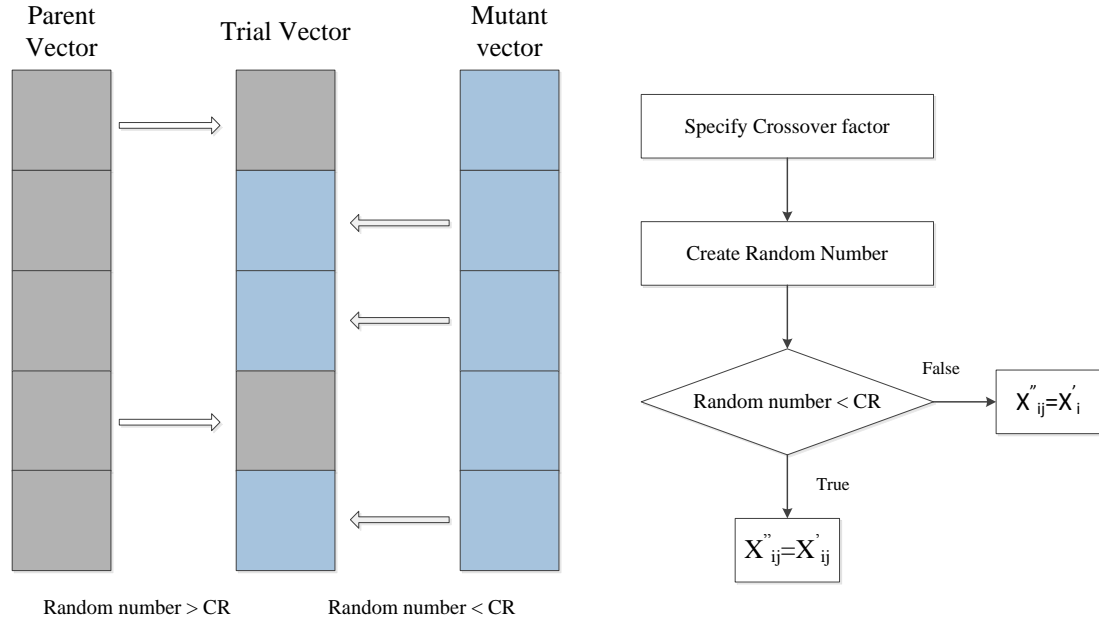 Parent
Vector
Trial Vector
Mutant
vector
Random number > CR
Random number < CR
Specify Crossover factor
Create Random Number
Random number < CR
False
X"ij=X'i
True
X"ij=X'ij